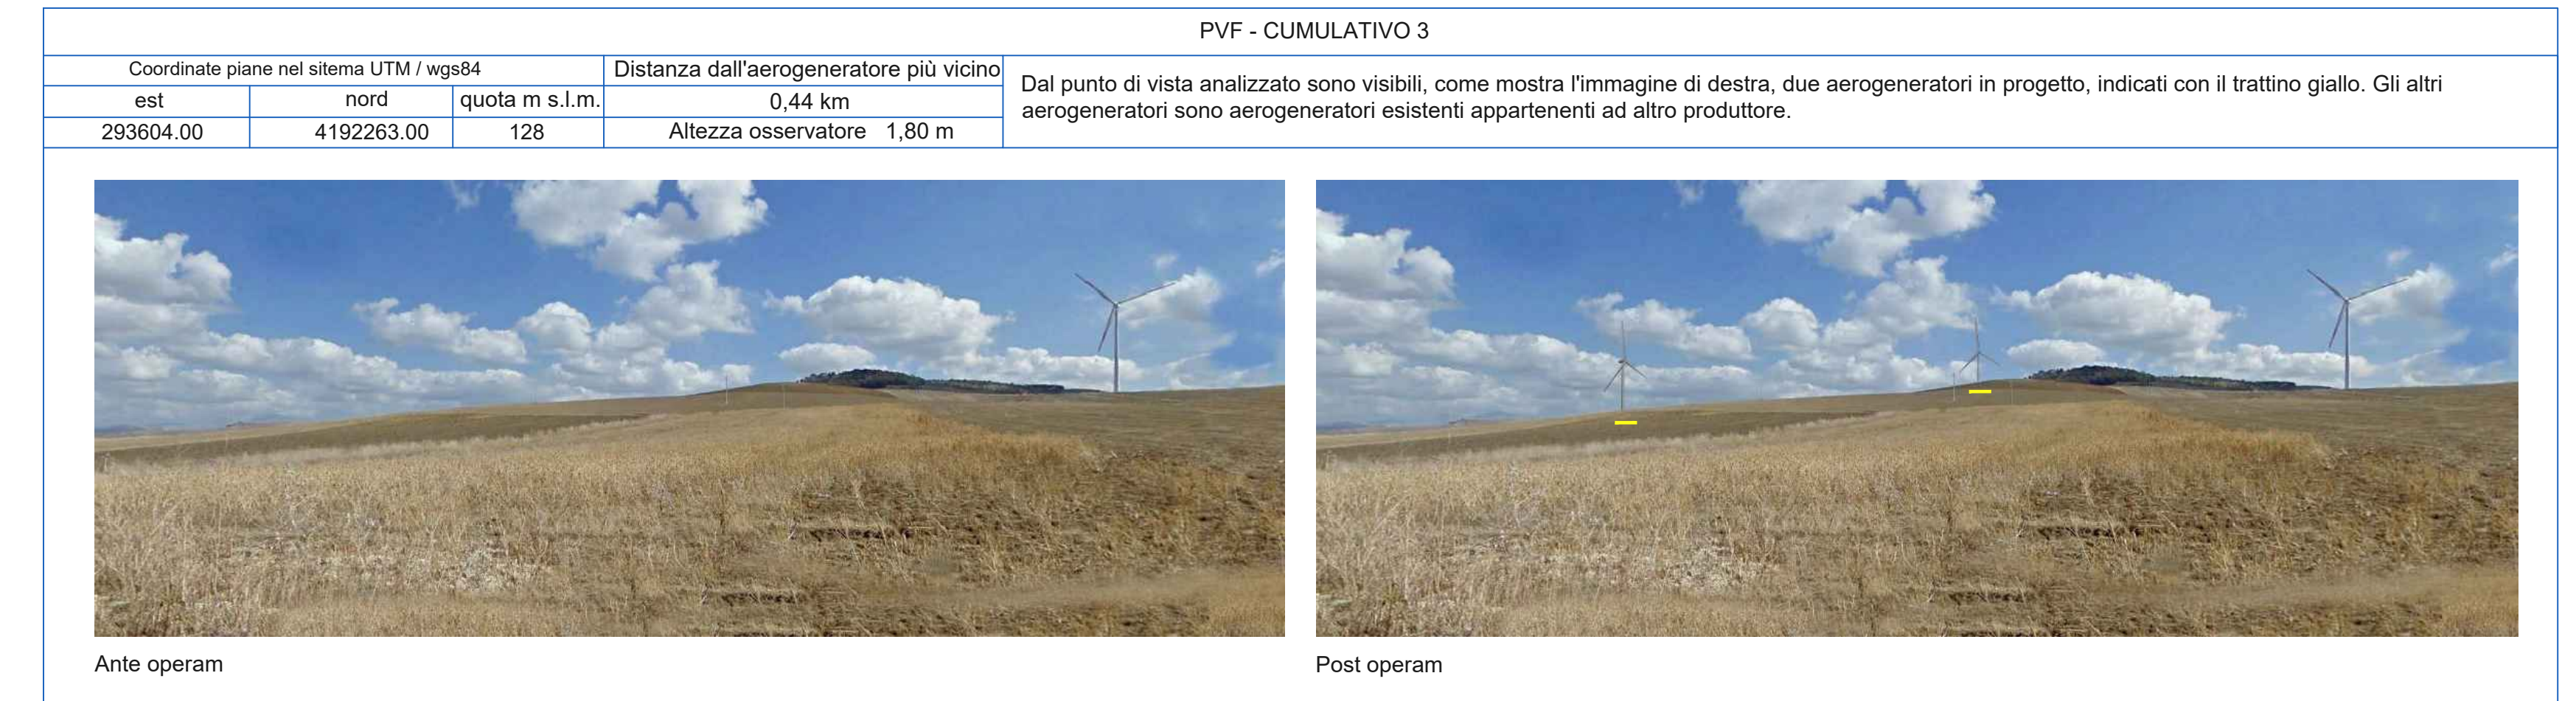 PVF - CUMULATIVO 3
Coordinate piane nel sitema UTM / wgs84
Distanza dall'aerogeneratore più vicino
est
nord
quota m s.l.m.
0,44 km
293604.00
4192263.00
128
Altezza osservatore 1,80 m
Dal punto di vista analizzato sono visibili, come mostra l'immagine di destra, due aerogeneratori in progetto, indicati con il trattino giallo. Gli altri
aerogeneratori sono aerogeneratori esistenti appartenenti ad altro produttore.
Ante operam
Post operam